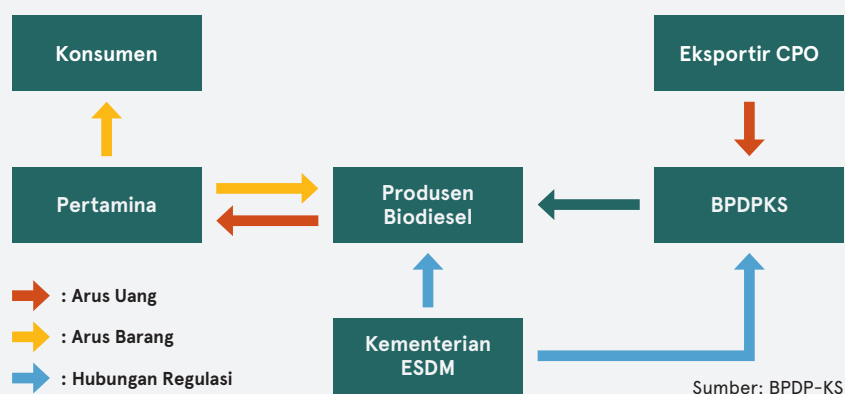 Konsumen
Eksportir CPO
Pertamina
Produsen
Biodiesel
BPDPKS
: Arus Uang
: Arus Barang
: Hubungan Regulasi
Kementerian
ESDM
Sumber: BPDP-KS